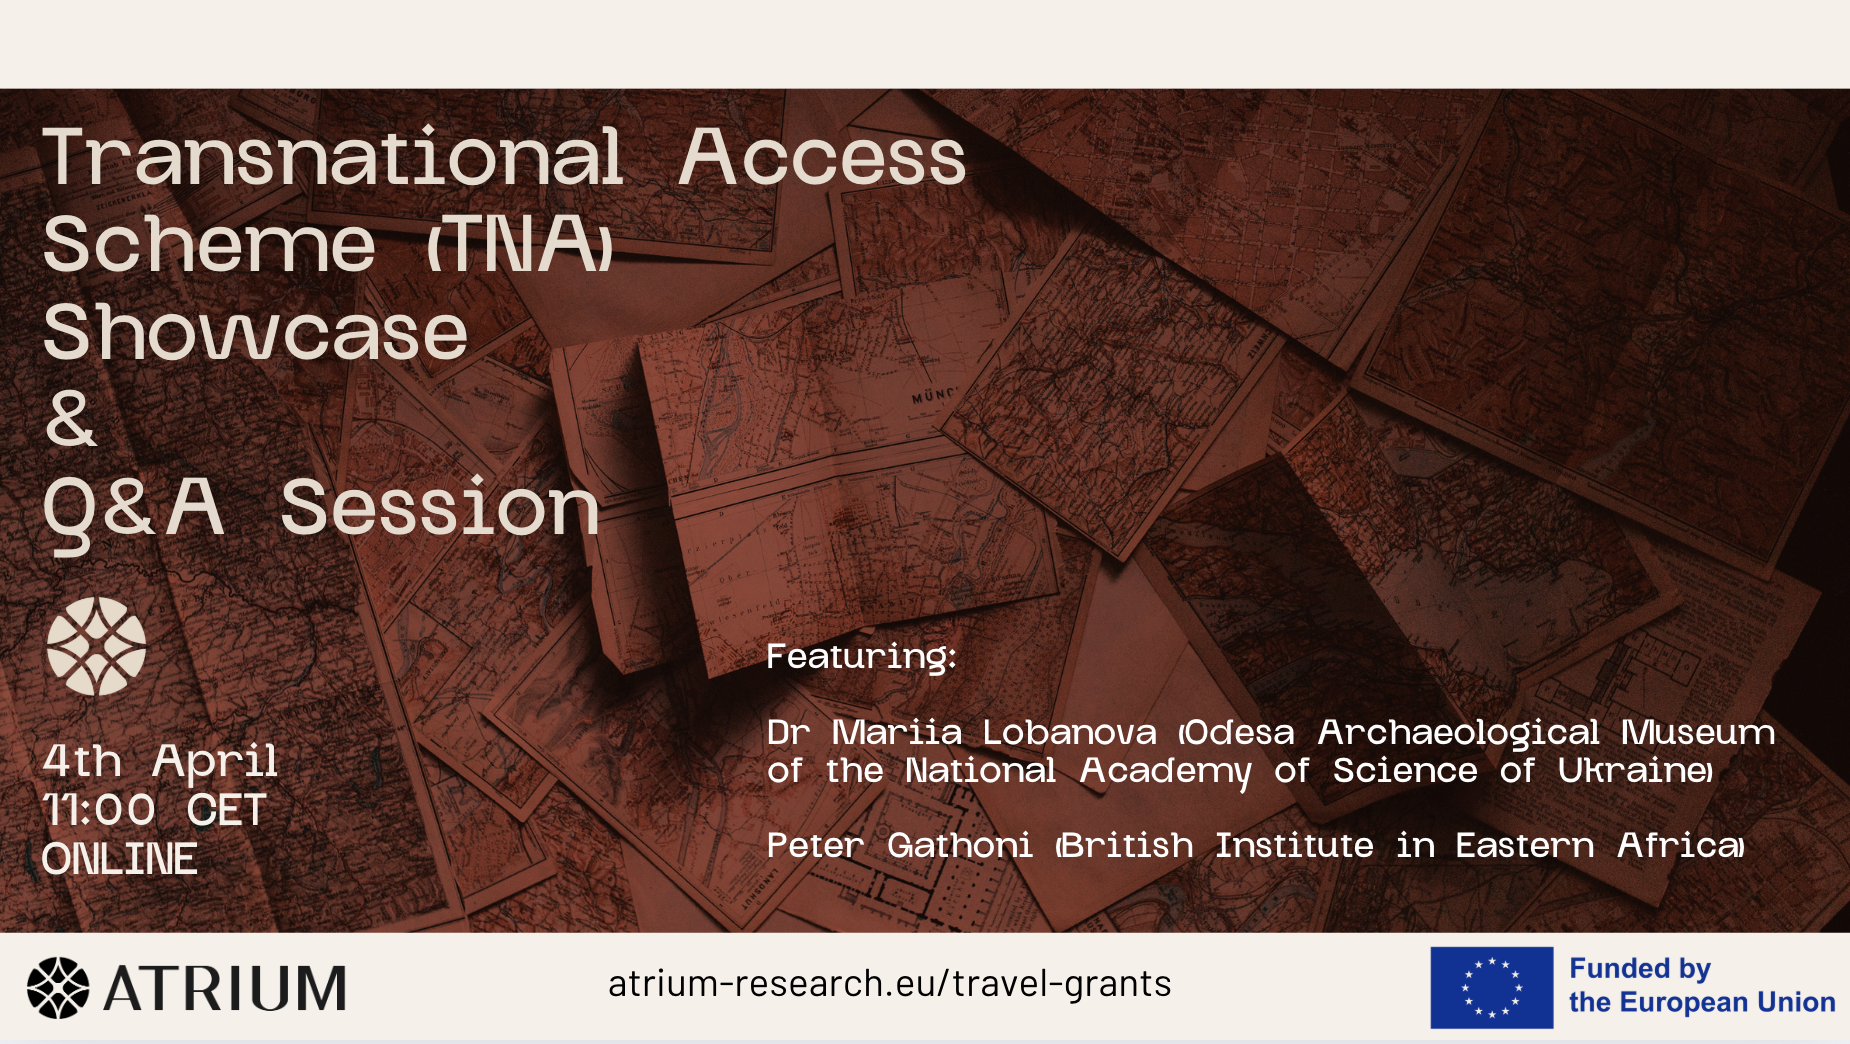 Transnational Access
Scheme (TNA)
Showcase
&
Q&A Session
4th April
11:00 CET
ONLINE
MÜNC
LANDSHUT
Featuring:
Dr Mariia Lobanova (Odesa Archaeological Museum
of the National Academy of Science of Ukraine)
Peter Gathoni (British Institute in Eastern Africa)
ATRIUM
atrium-research.eu/travel-grants
Funded by
the European Union